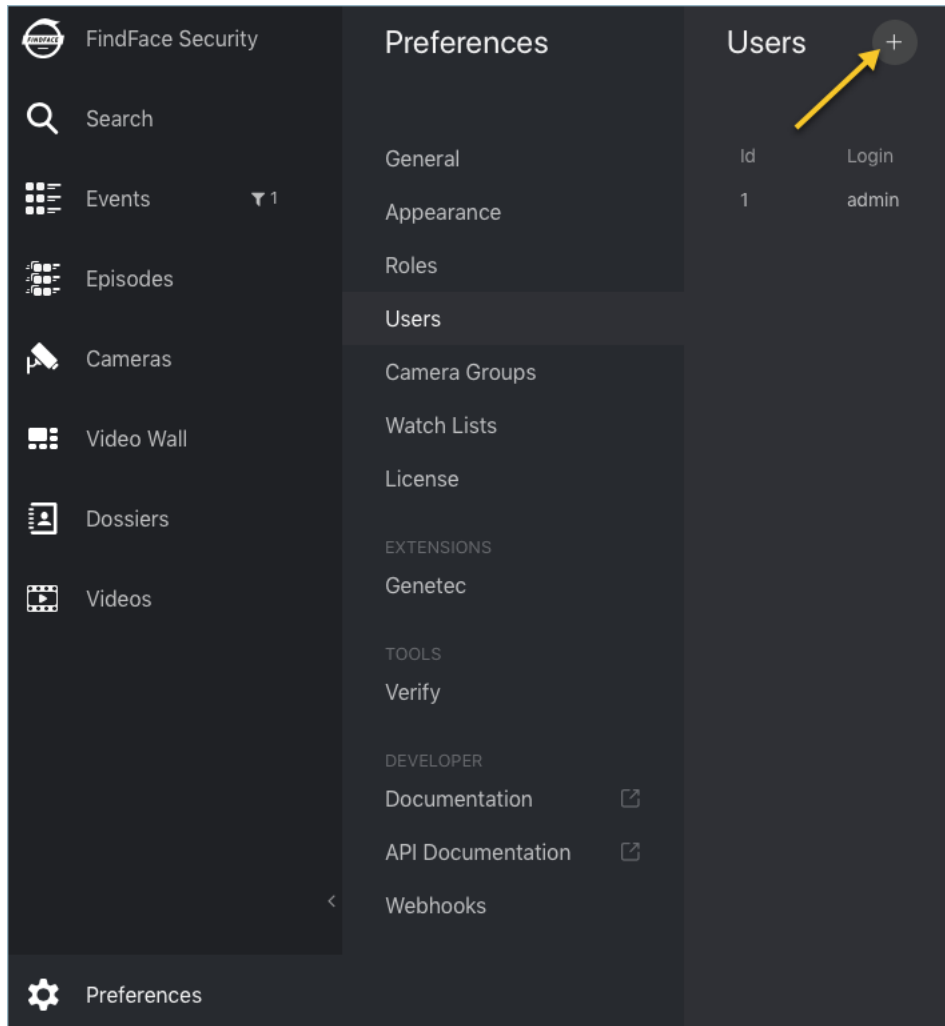 FINDFACE
FindFace Security
Search
Events 1
Episodes
Cameras
Video Wall
Dossiers
Videos
Preferences
Preferences
General
Appearance
Roles
Users
Camera Groups
Watch Lists
License
EXTENSIONS
Genetec
TOOLS
Verify
DEVELOPER
Documentation
API Documentation
Webhooks
Users +
Id Login
1 admin